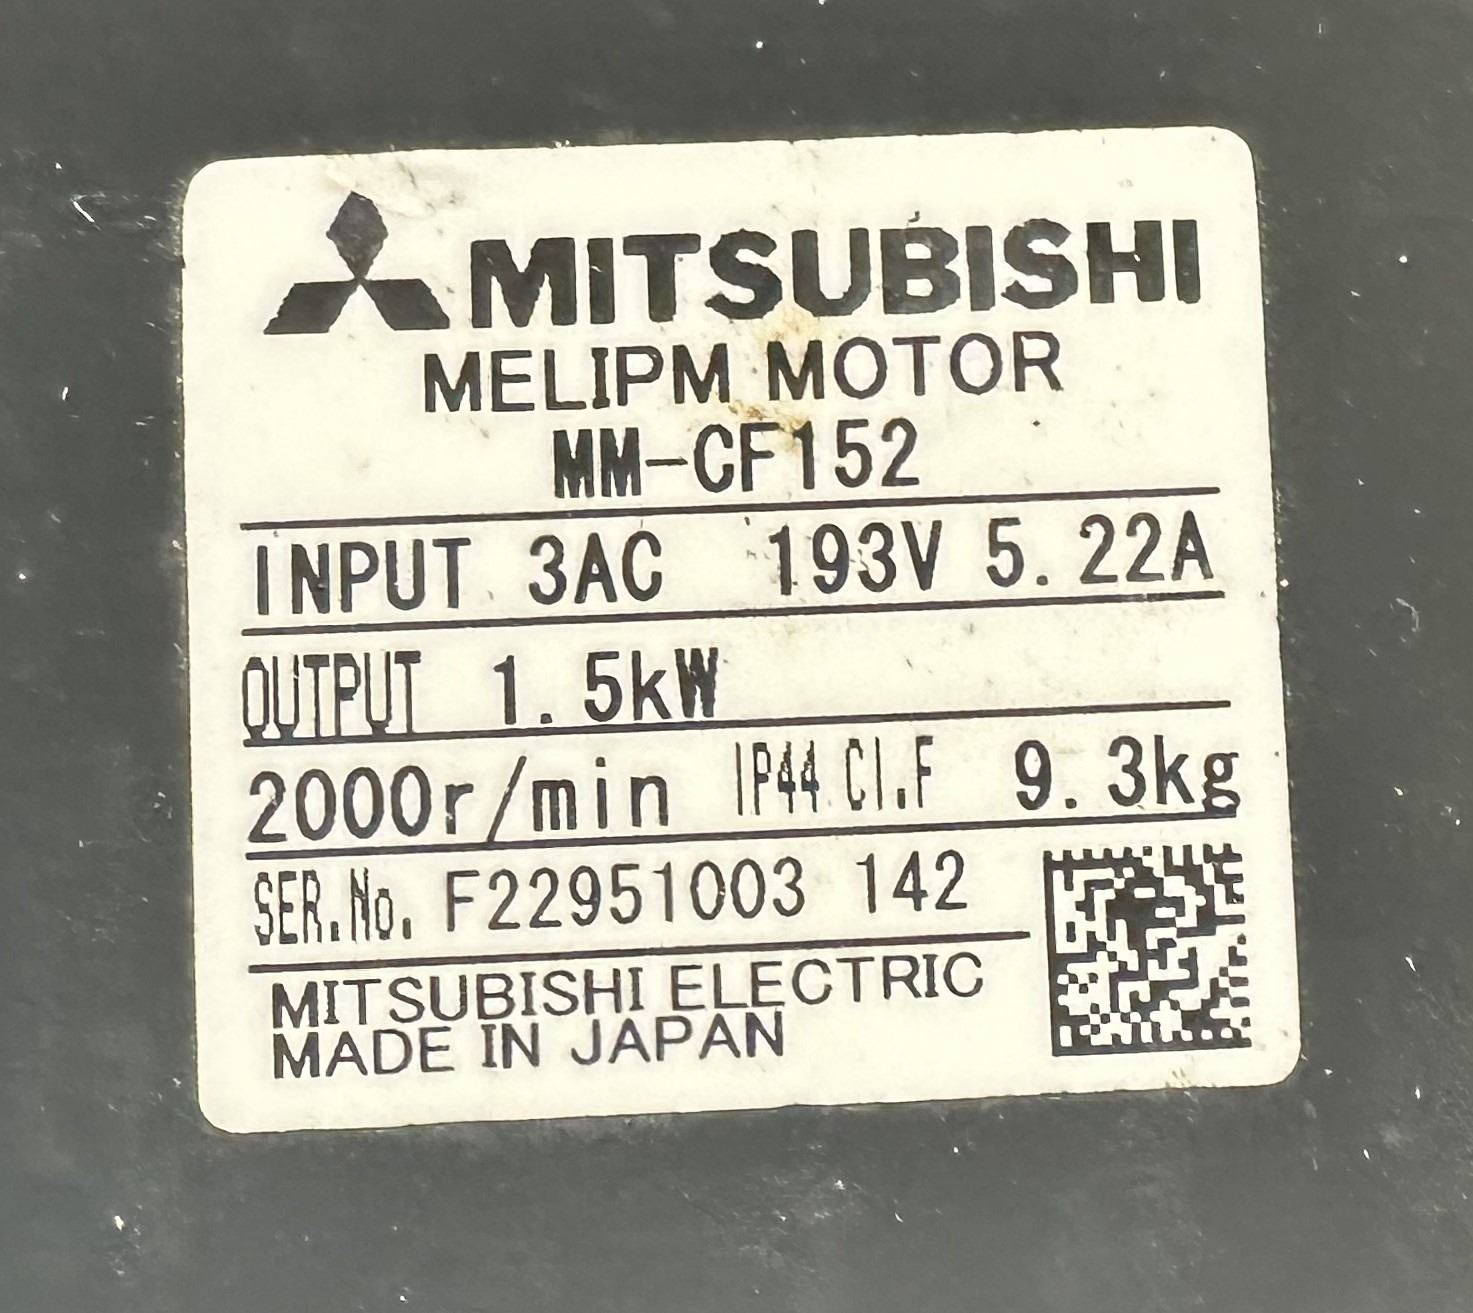 MITSUBISHI
MELIPM MOTOR
MM-CF152
INPUT 3AC 193V 5.22A
OUTPUT 1.5kW
2000r/min IP44 CI.F 9.3kg
SER.No. F22951003 142
MITSUBISHI ELECTRIC
MADE IN JAPAN